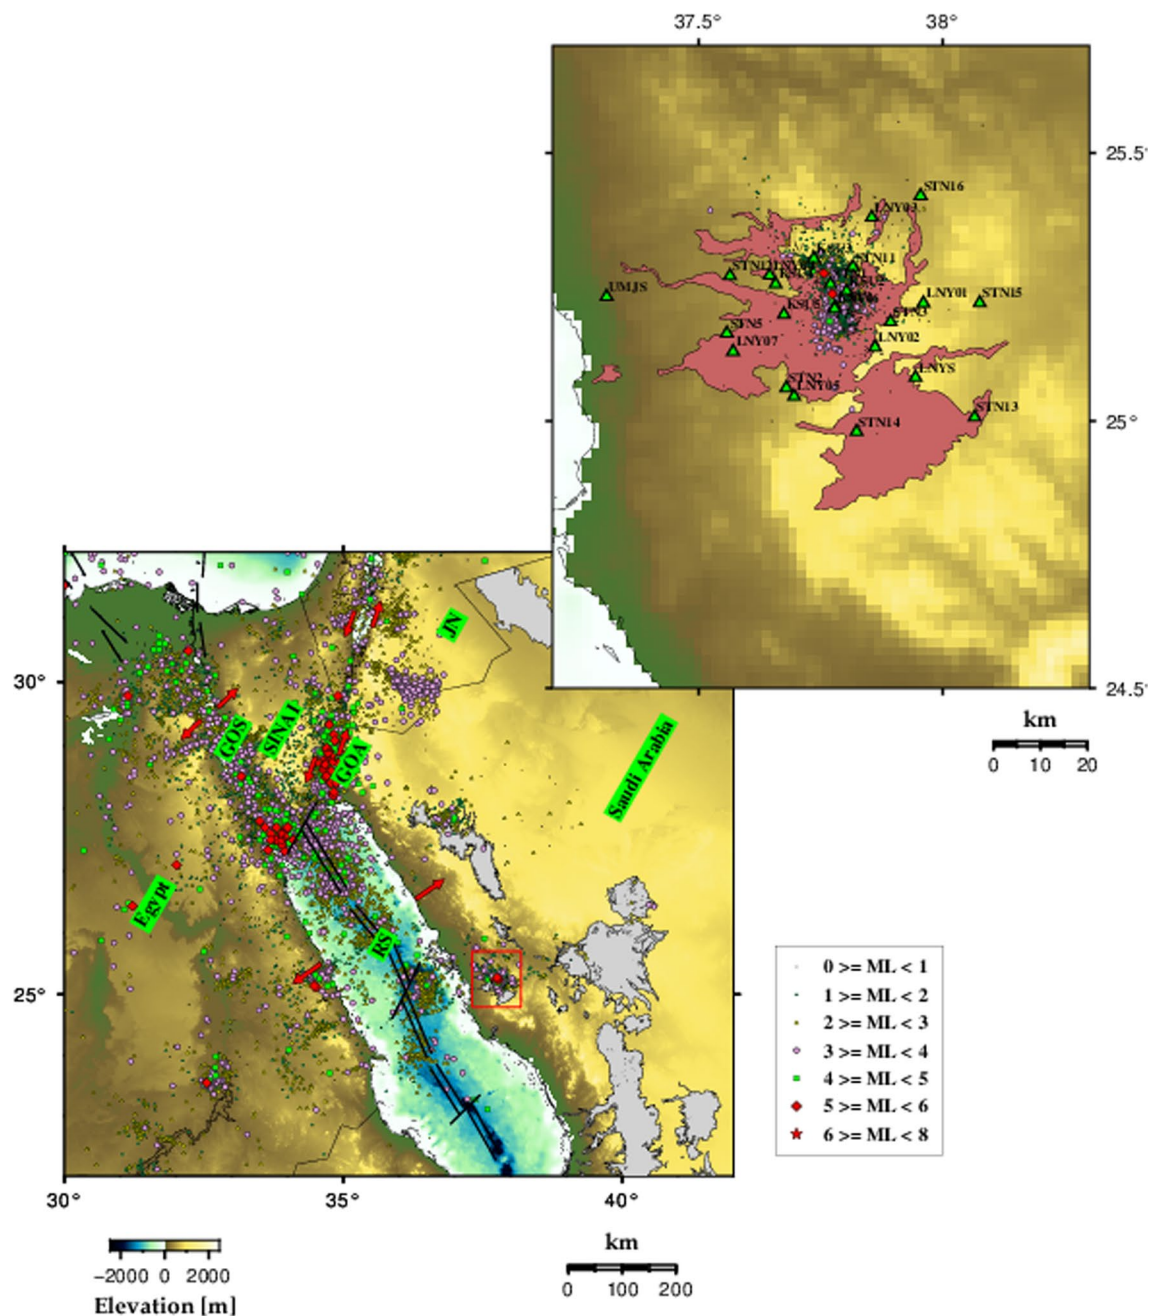 37.5° 38°
25.5°
STN16
LNY03
STN11
UMJS
LNY01 STN15
STN3
STN5
LNY07
LNY02
STN2
LNY05
LNYS
STN13
STN14
25°
24.5°
km
0 10 20
JN
30°
GOS
SINAI
GOA
Saudi Arabia
Egypt
RS
25°
0 >= ML < 1
1 >= ML < 2
2 >= ML < 3
3 >= ML < 4
4 >= ML < 5
5 >= ML < 6
6 >= ML < 8
30° 35° 40°
km
0 100 200
−2000 0 2000
Elevation [m]